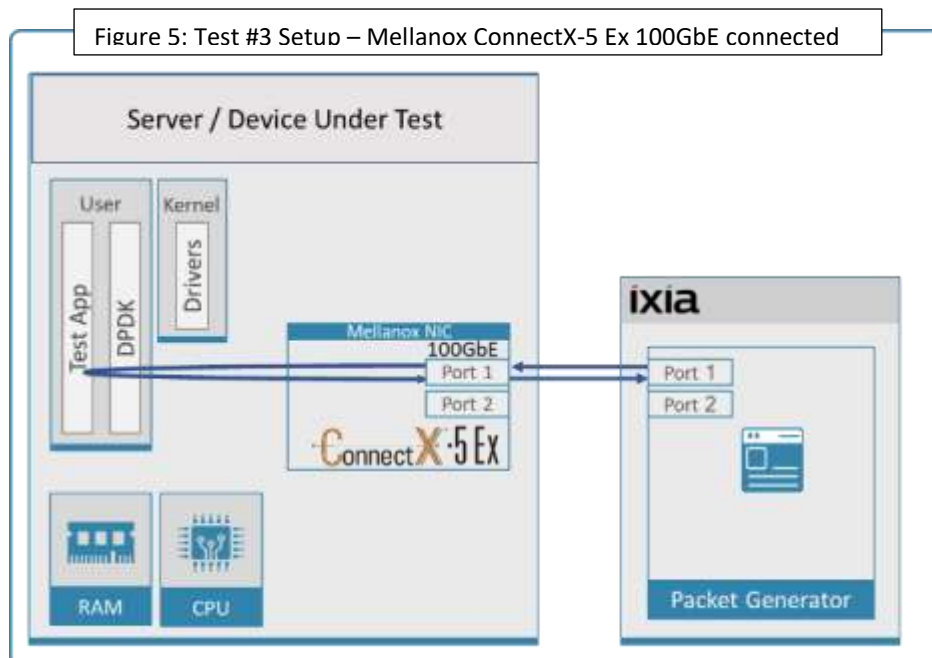 Figure 5: Test #3 Setup – Mellanox ConnectX-5 Ex 100GbE connected
Server / Device Under Test
User
Kernel
Test App
DPDK
Drivers
Mellanox NIC
100GbE
Port 1
Port 2
ConnectX·5 Ex
RAM
CPU
ixia
Port 1
Port 2
Packet Generator